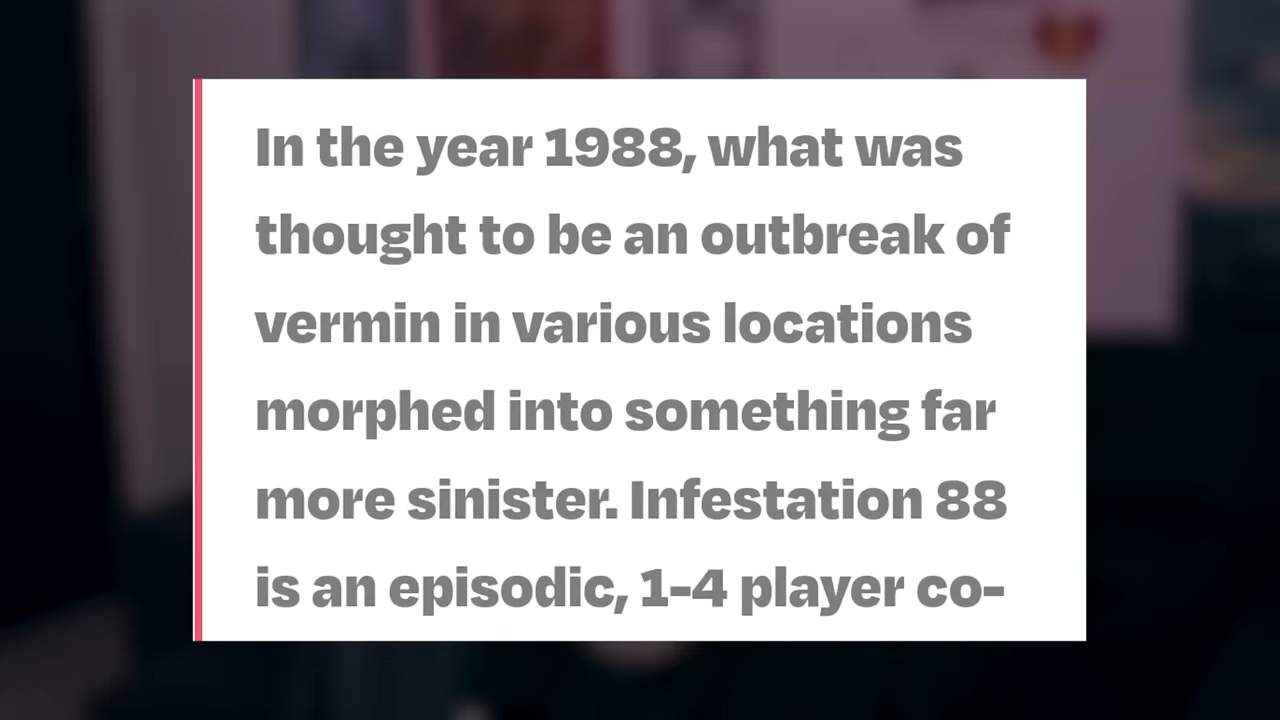 In the year 1988, what was
thought to be an outbreak of
vermin in various locations
morphed into something far
more sinister. Infestation 88
is an episodic, 1-4 player co-